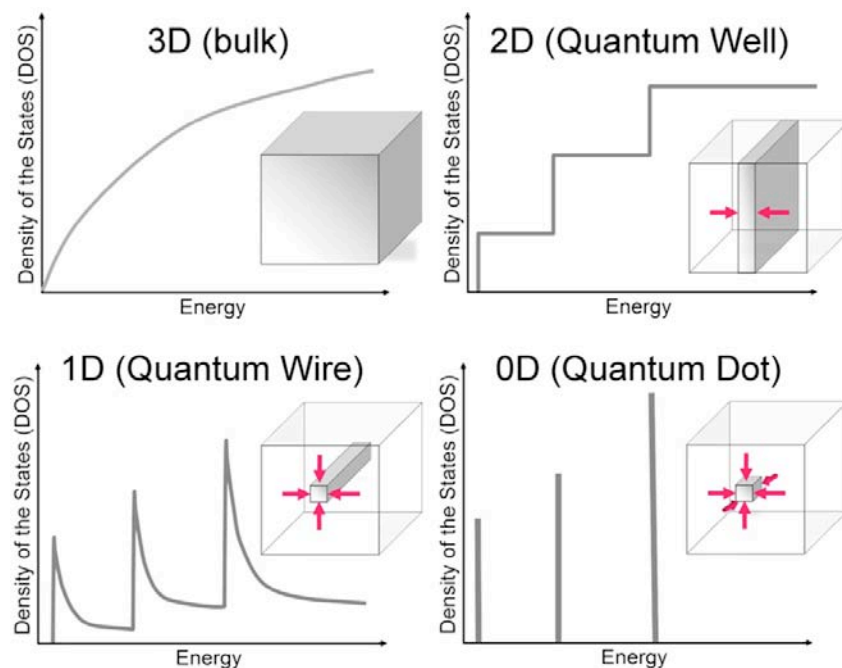 3D (bulk)
Density of the States (DOS)
Energy
2D (Quantum Well)
Density of the States (DOS)
Energy
1D (Quantum Wire)
Density of the States (DOS)
Energy
0D (Quantum Dot)
Density of the States (DOS)
Energy